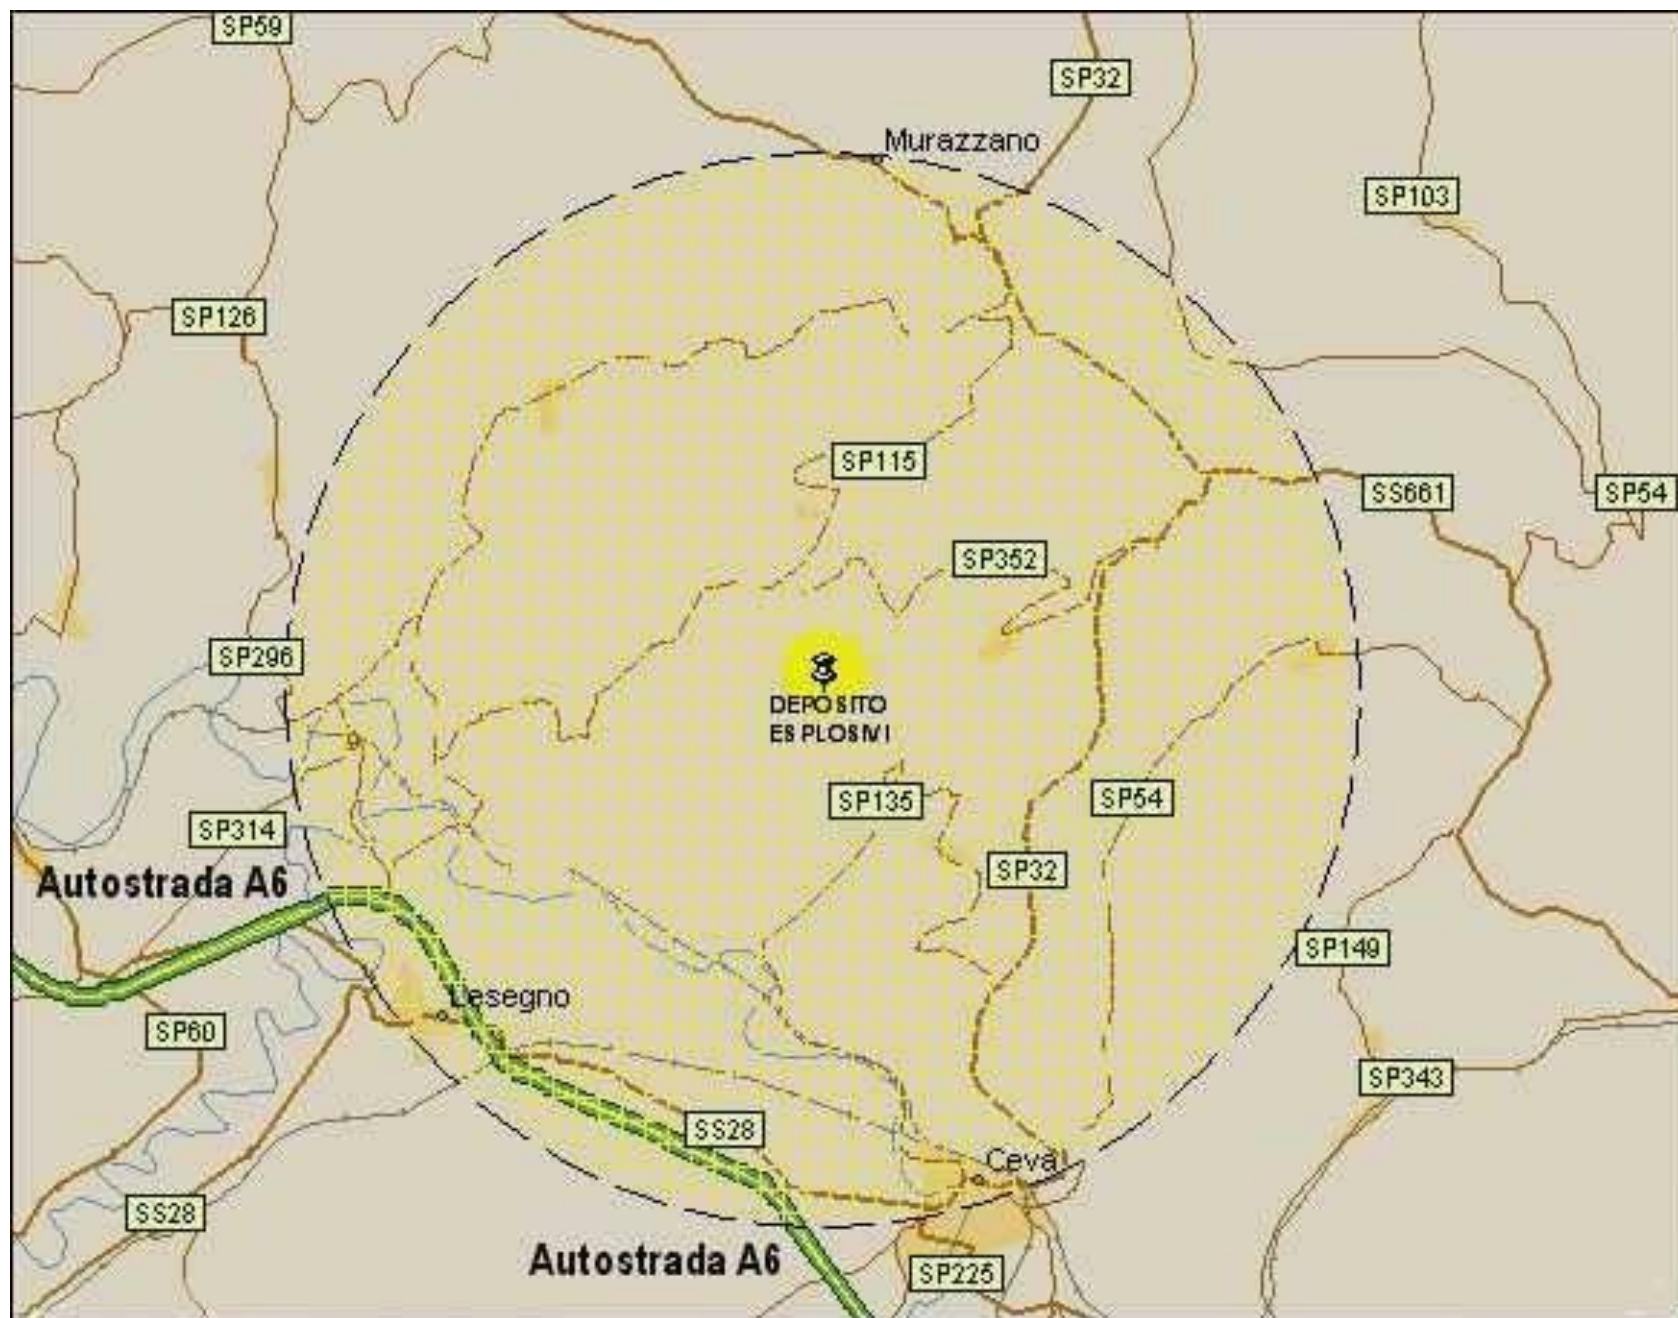 SP59
SP32
Murazzano
SP103
SP126
SP115
SS661
SP54
SP352
SP296
DEPOSITO
ESPLOSIVI
SP135
SP54
SP314
SP32
Autostrada A6
SP149
Lesegno
SP60
SP343
SS28
Ceva
SS28
Autostrada A6
SP225